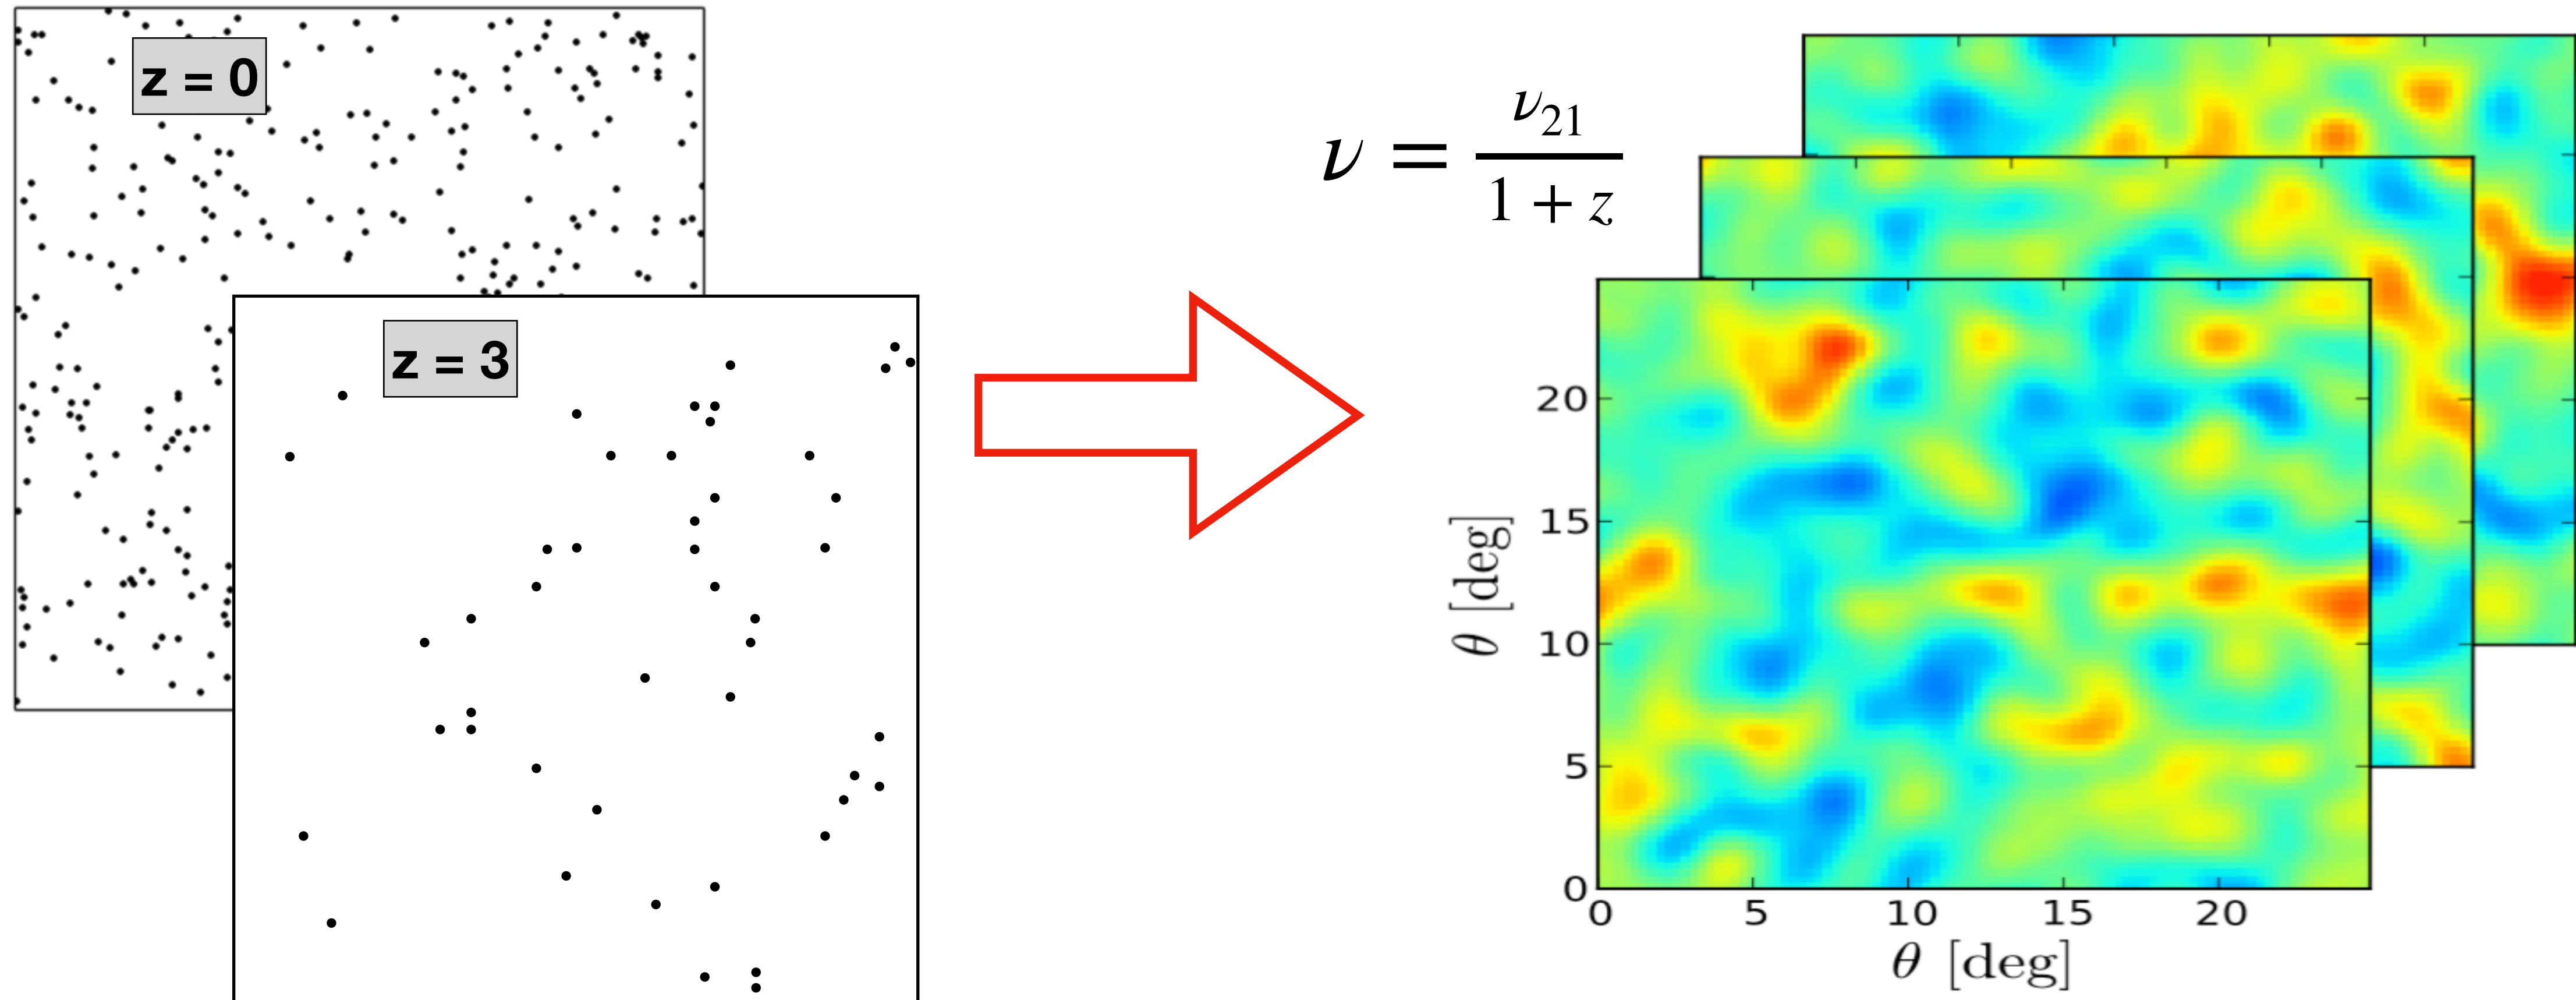 z = 0
z = 3
ν = ν₂₁ / (1 + z)
θ [deg]
20
15
10
5
0
0 5 10 15 20
θ [deg]